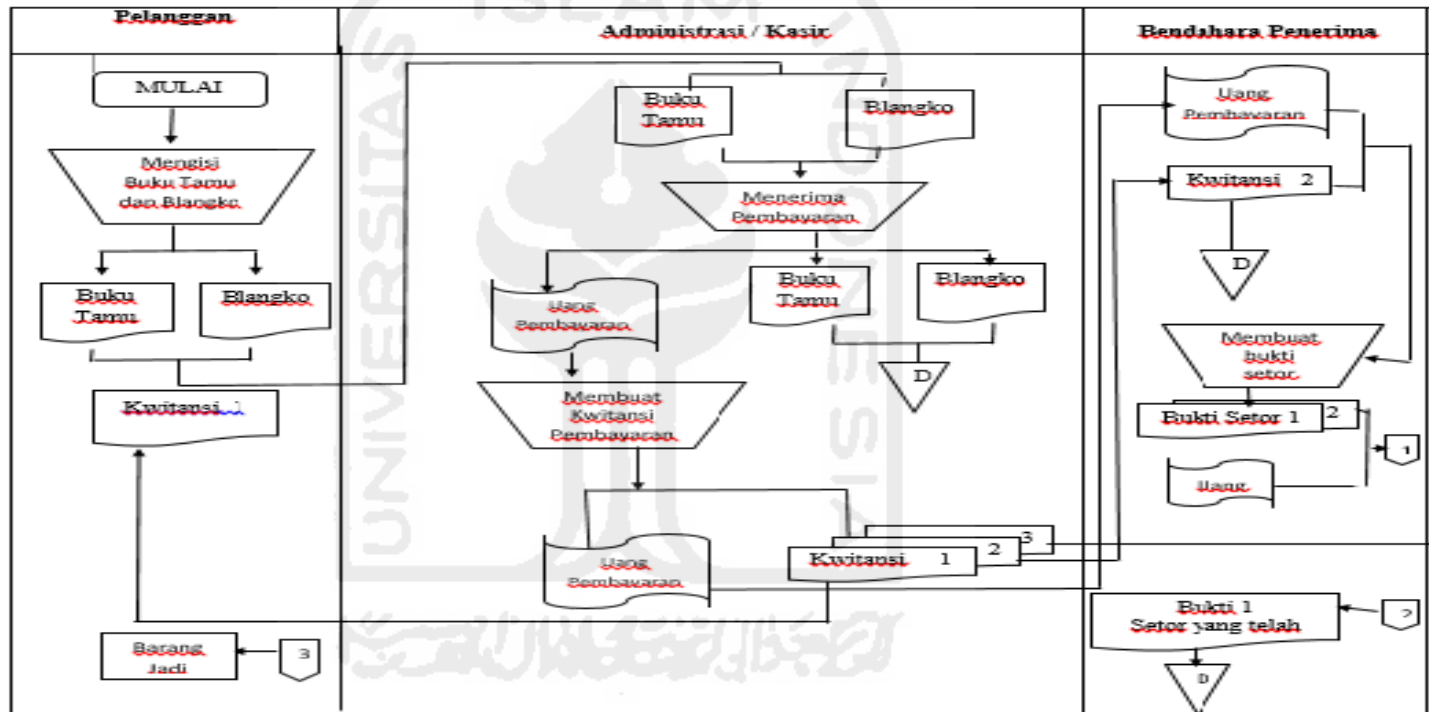 ISLAM
UNIVERSITAS
INDONESIA
Pelanggan
Administrasi / Kasir
Bendahara Penerima
MULAI
Mengisi
Buku Tamu
dan Blangko
Buku
Tamu
Blangko
Kwitansi 1
Barang
Jadi
3
Buku
Tamu
Blangko
Menerima
Pembayaran
Uang
Pembayaran
Buku
Tamu
Blangko
D
Membuat
Kwitansi
Pembayaran
Uang
Pembayaran
Kwitansi 1
2
3
Uang
Pembayaran
Kwitansi 2
D
Membuat
bukti
setor
Bukti Setor 1
2
1
Uang
Bukti 1
Setor yang telah
2
D